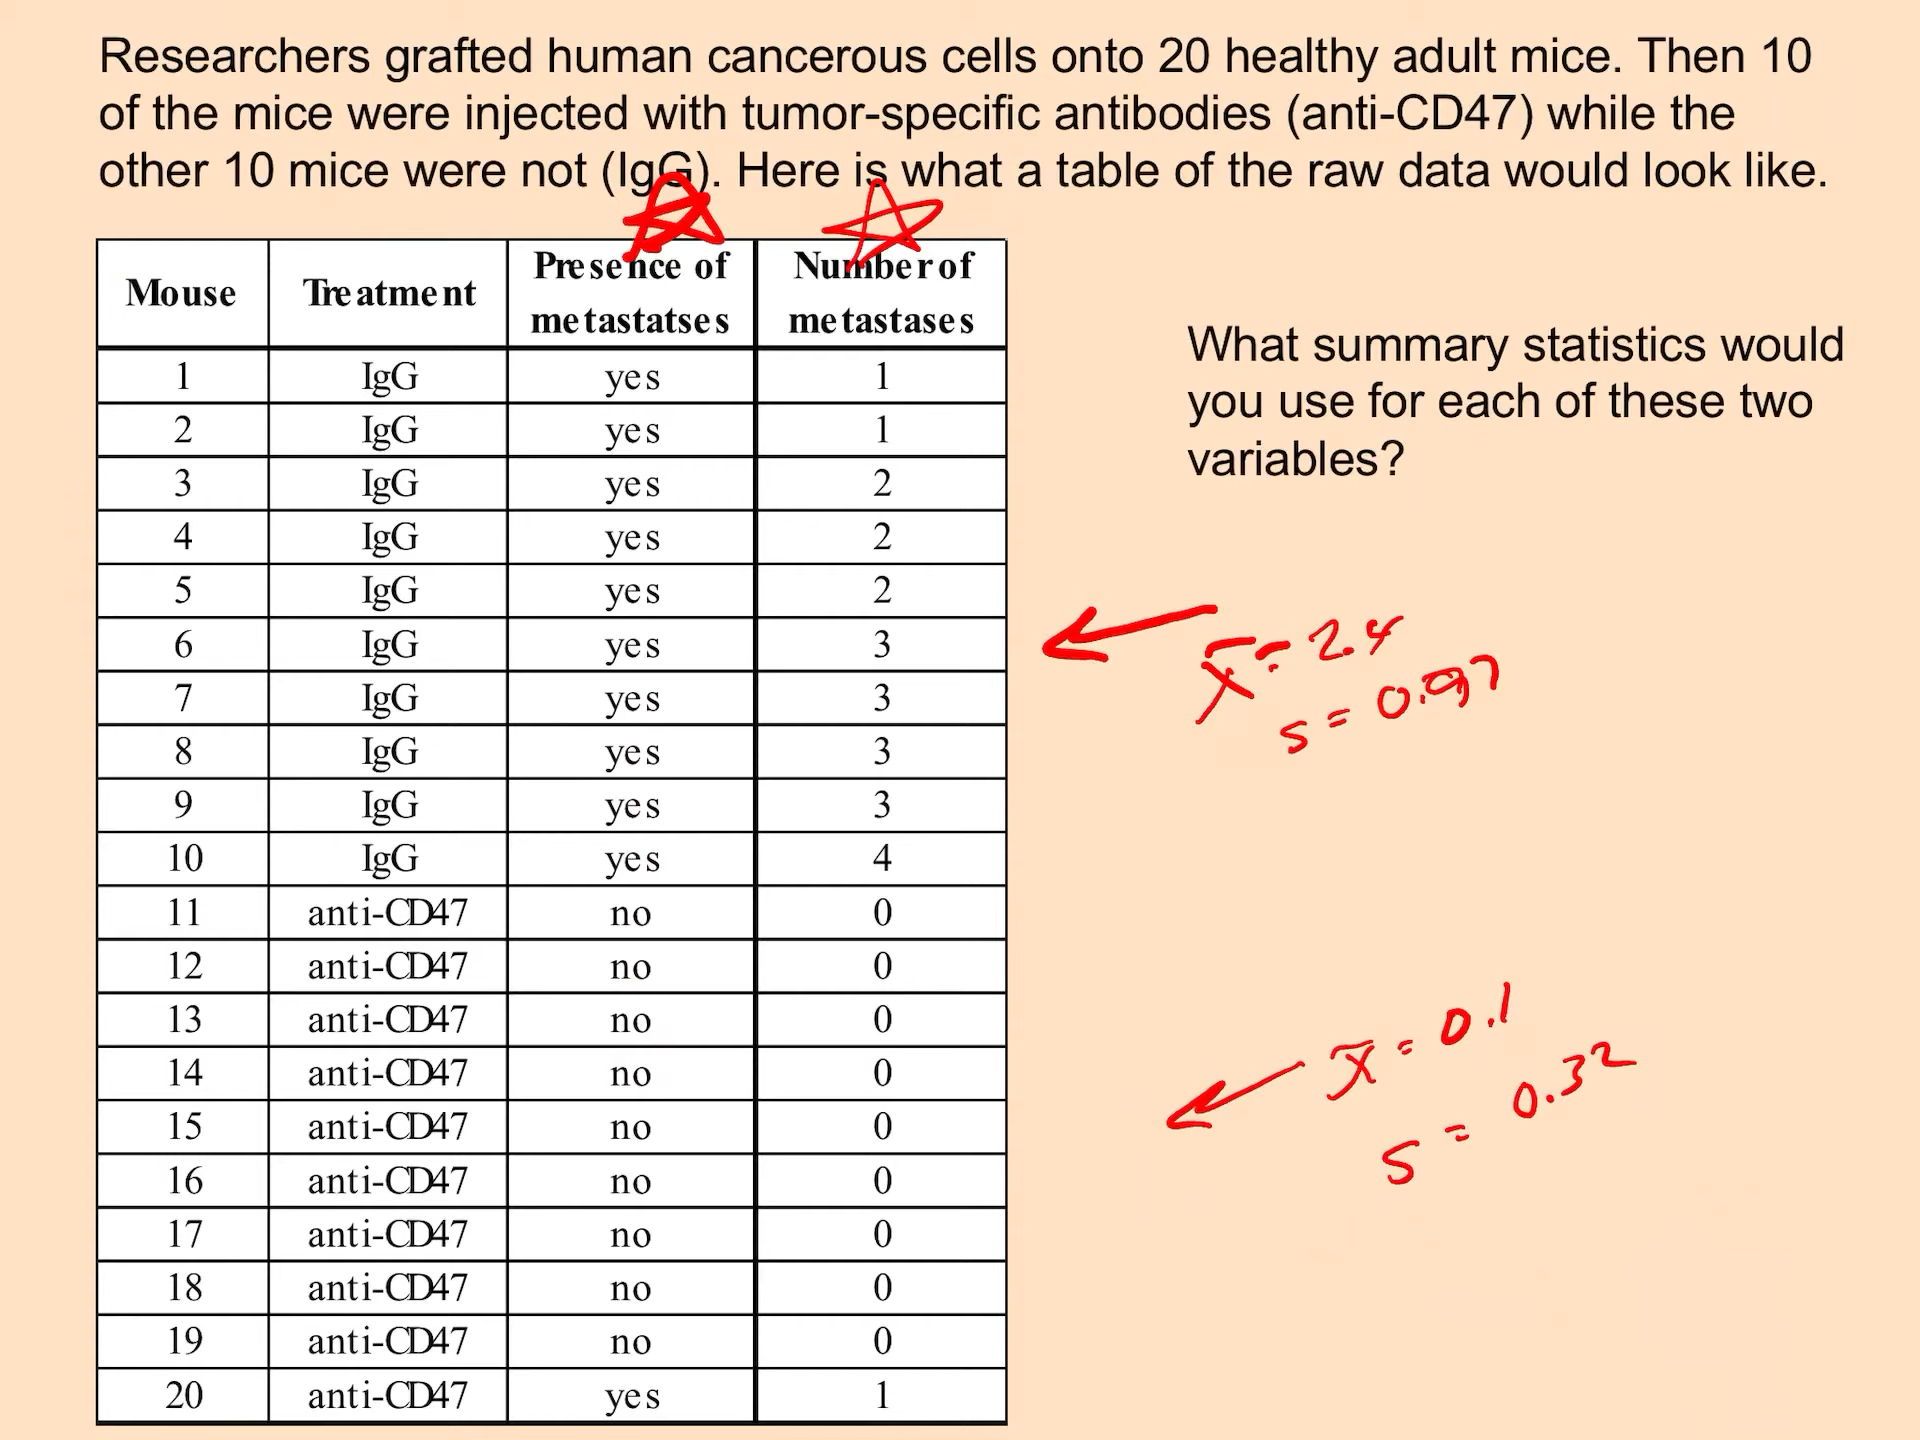 Researchers grafted human cancerous cells onto 20 healthy adult mice. Then 10
of the mice were injected with tumor-specific antibodies (anti-CD47) while the
other 10 mice were not (IgG). Here is what a table of the raw data would look like.
Mouse Treatment Presence of metastatses Number of metastases
1 IgG yes 1
2 IgG yes 1
3 IgG yes 2
4 IgG yes 2
5 IgG yes 2
6 IgG yes 3
7 IgG yes 3
8 IgG yes 3
9 IgG yes 3
10 IgG yes 4
11 anti-CD47 no 0
12 anti-CD47 no 0
13 anti-CD47 no 0
14 anti-CD47 no 0
15 anti-CD47 no 0
16 anti-CD47 no 0
17 anti-CD47 no 0
18 anti-CD47 no 0
19 anti-CD47 no 0
20 anti-CD47 yes 1
What summary statistics would
you use for each of these two
variables?
x̄ = 2.4
s = 0.97
x̄ = 0.1
s = 0.32